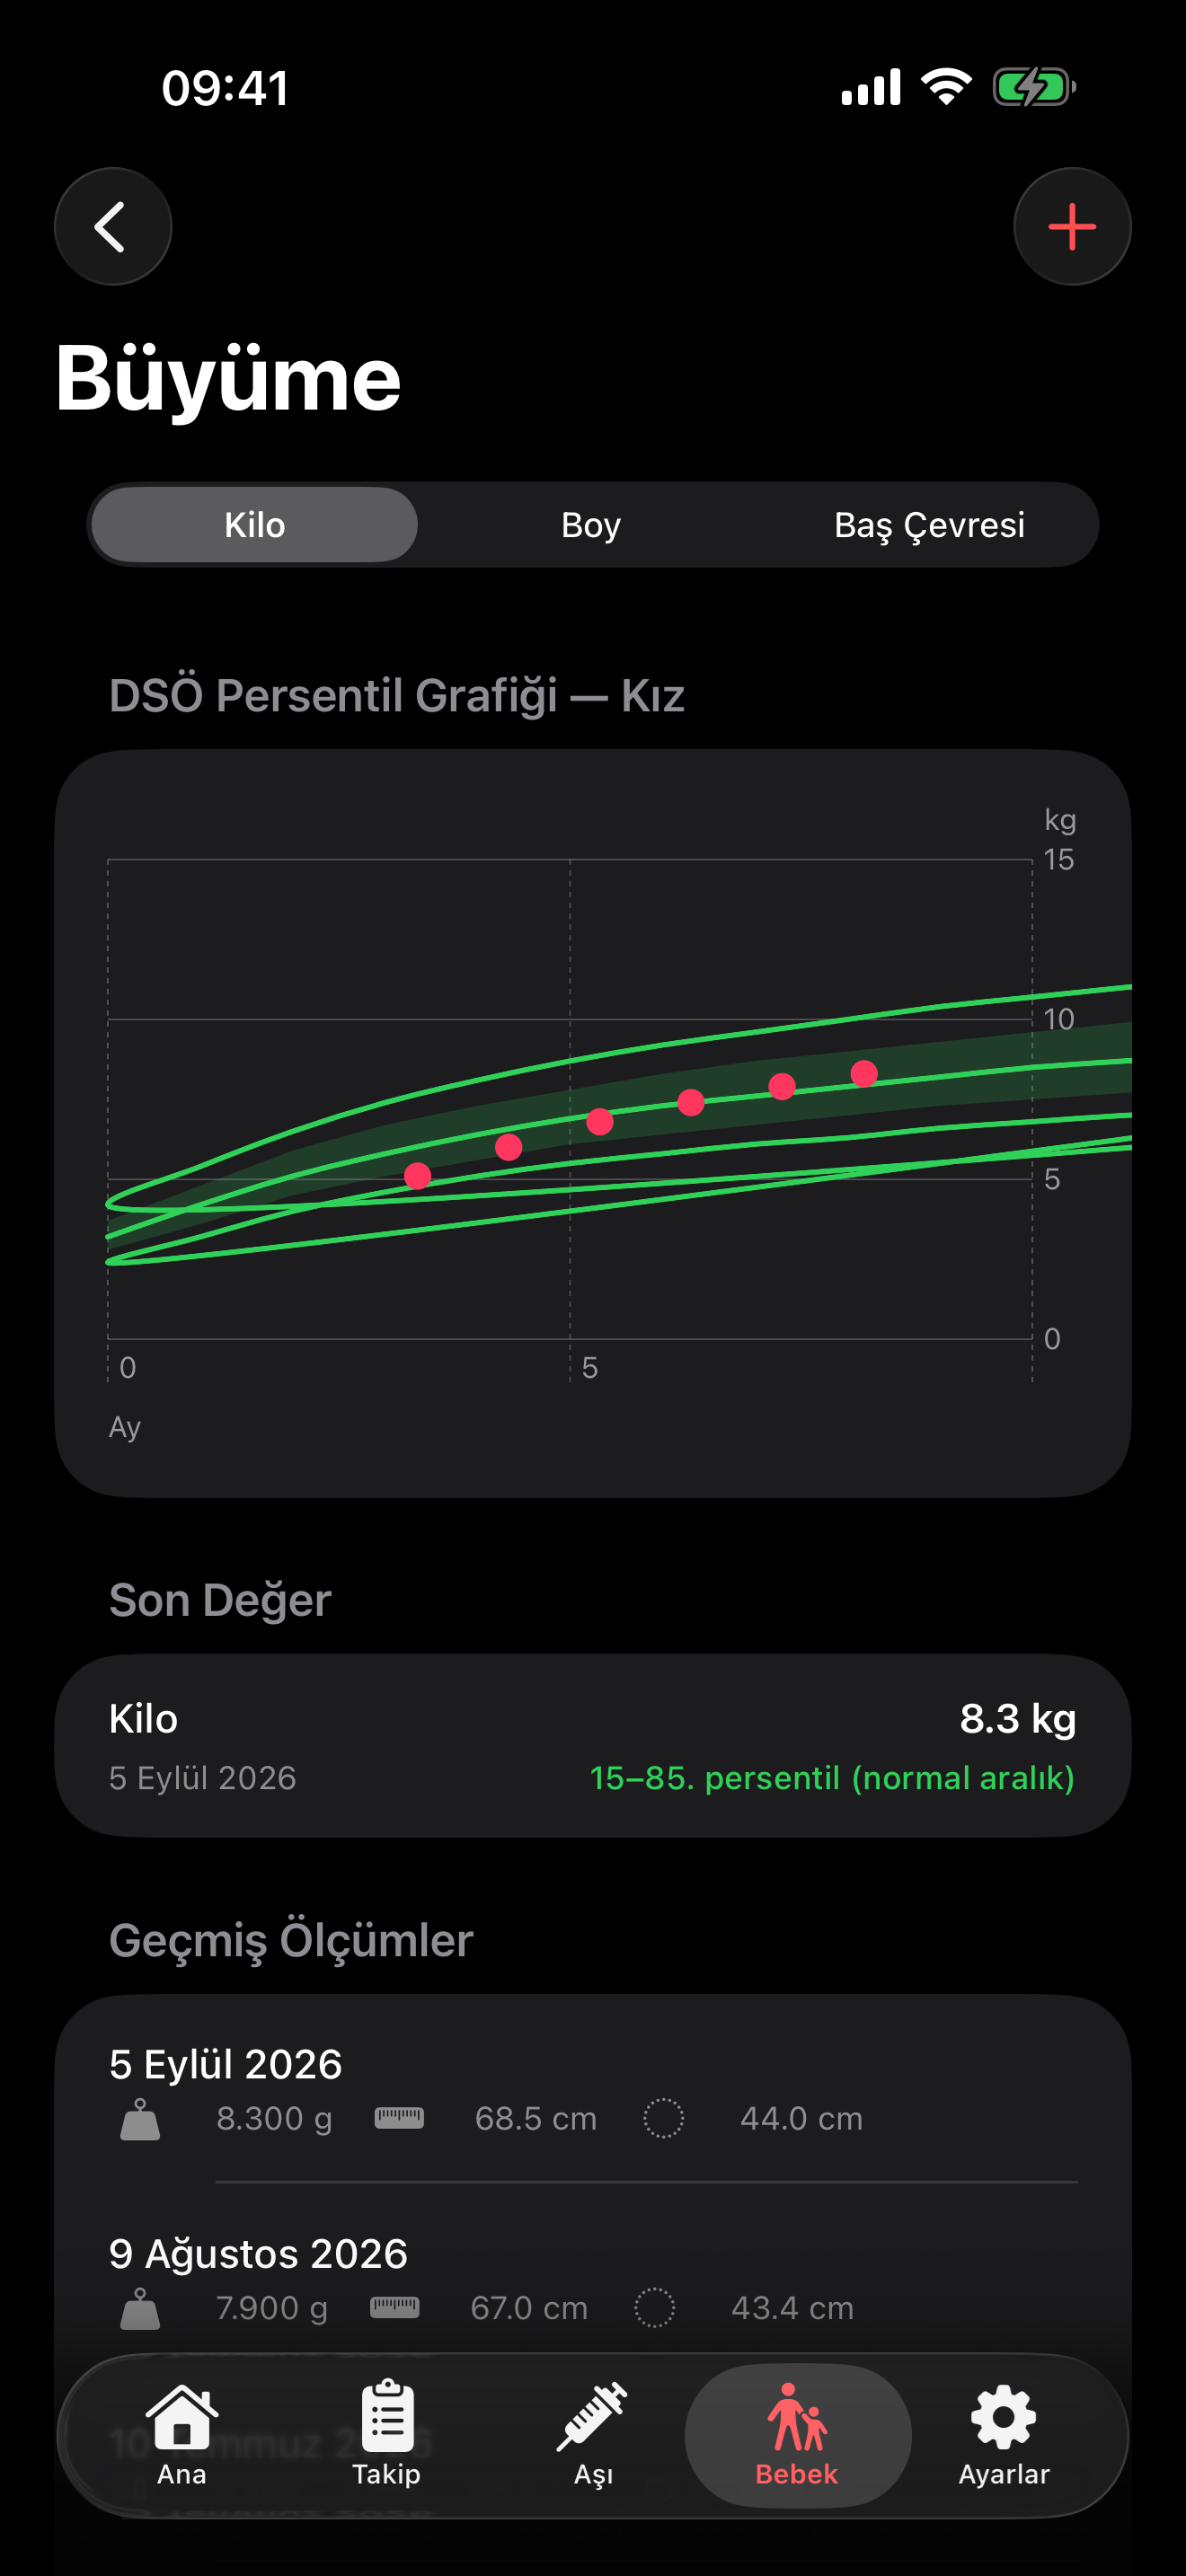 09:41
Büyüme
Kilo Boy Baş Çevresi
DSÖ Persentil Grafiği — Kız
kg
15
10
5
0
0 5
Ay
Son Değer
Kilo 8.3 kg
5 Eylül 2026 15–85. persentil (normal aralık)
Geçmiş Ölçümler
5 Eylül 2026
8.300 g 68.5 cm 44.0 cm
9 Ağustos 2026
7.900 g 67.0 cm 43.4 cm
Ana Takip Aşı Bebek Ayarlar